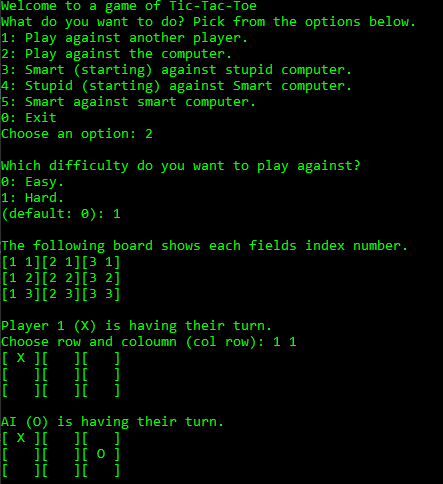 Welcome to a game of Tic-Tac-Toe
What do you want to do? Pick from the options below.
1: Play against another player.
2: Play against the computer.
3: Smart (starting) against stupid computer.
4: Stupid (starting) against Smart computer.
5: Smart against smart computer.
0: Exit
Choose an option: 2

Which difficulty do you want to play against?
0: Easy.
1: Hard.
(default: 0): 1

The following board shows each fields index number.
[1 1][2 1][3 1]
[1 2][2 2][3 2]
[1 3][2 3][3 3]

Player 1 (X) is having their turn.
Choose row and coloumn (col row): 1 1
[ X ][   ][   ]
[   ][   ][   ]
[   ][   ][   ]

AI (O) is having their turn.
[ X ][   ][   ]
[   ][   ][ O ]
[   ][   ][   ]